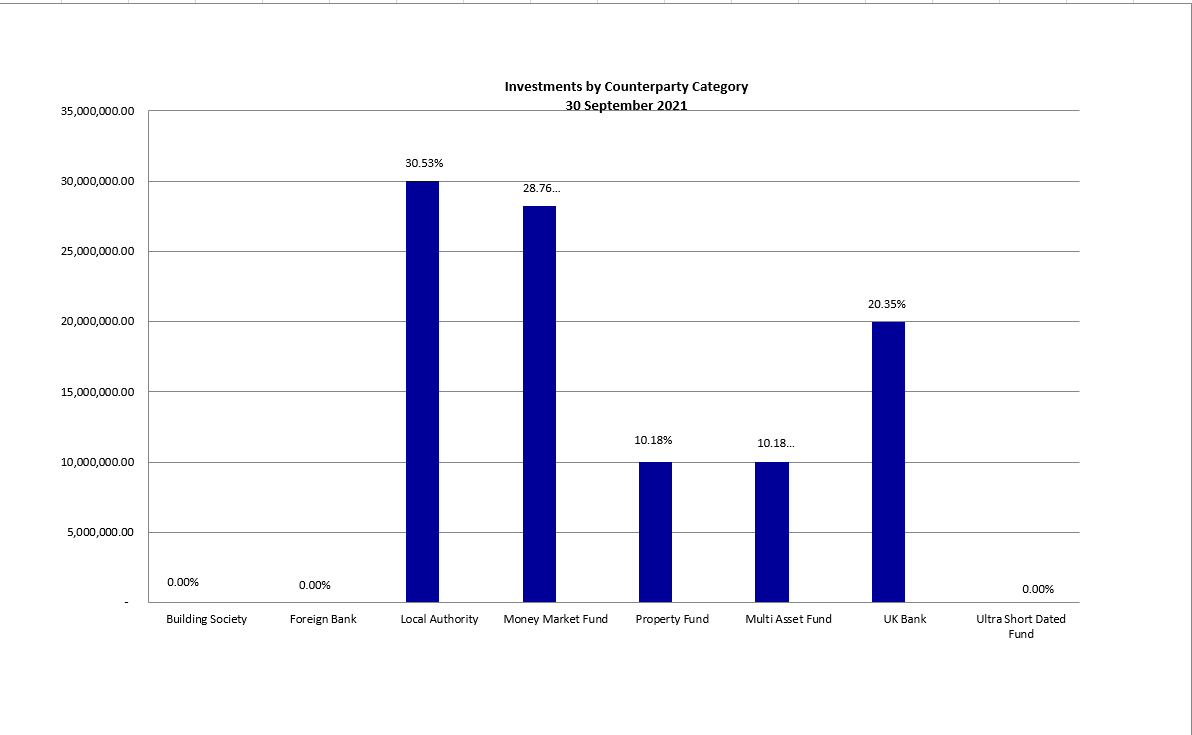 Investments by Counterparty Category
30 September 2021
35,000,000.00
30,000,000.00
25,000,000.00
20,000,000.00
15,000,000.00
10,000,000.00
5,000,000.00
-
0.00%
0.00%
30.53%
28.76...
10.18%
10.18...
20.35%
0.00%
Building Society
Foreign Bank
Local Authority
Money Market Fund
Property Fund
Multi Asset Fund
UK Bank
Ultra Short Dated
Fund